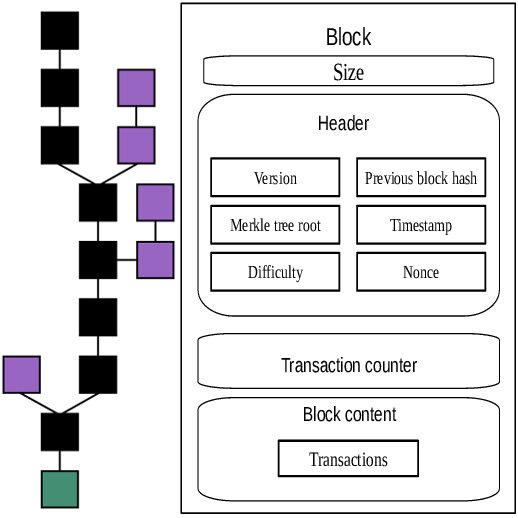 Block
Size
Header
Version
Previous block hash
Merkle tree root
Timestamp
Difficulty
Nonce
Transaction counter
Block content
Transactions